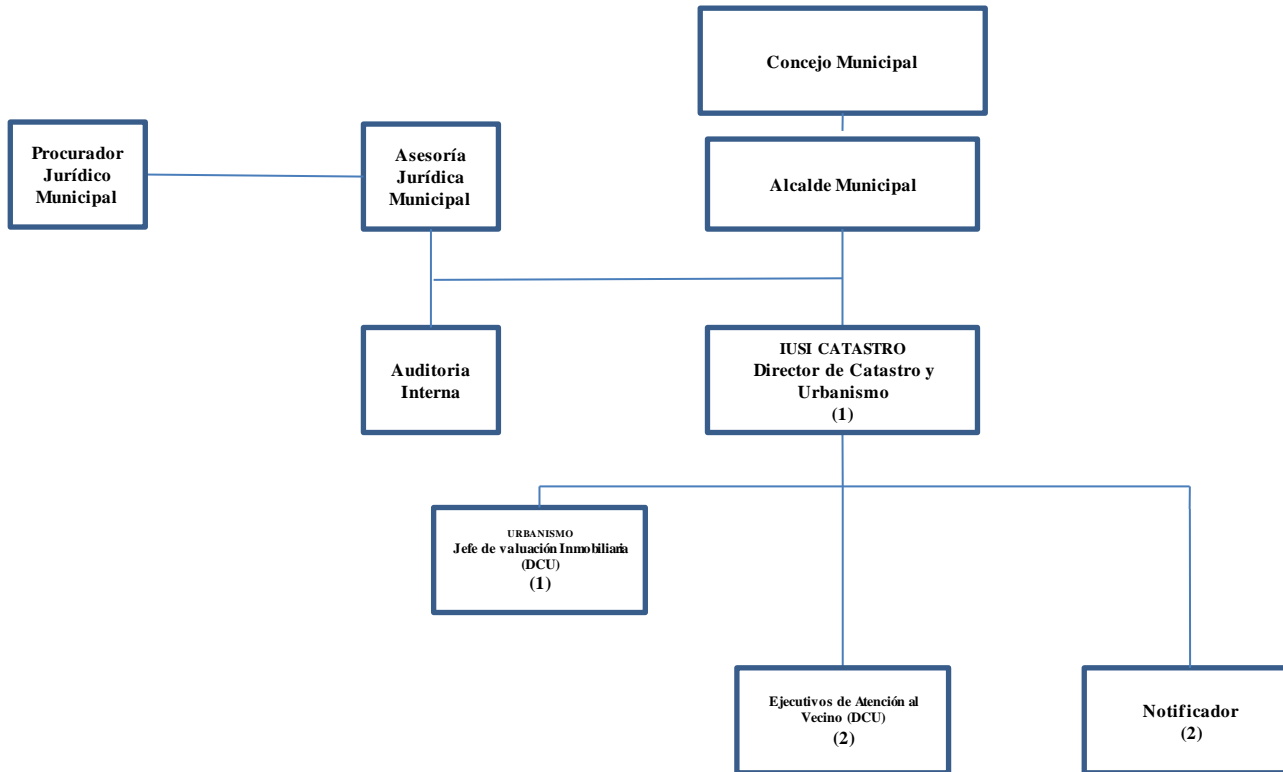 Concejo Municipal
Procurador
Jurídico
Municipal
Asesoría
Jurídica
Municipal
Alcalde Municipal
Auditoria
Interna
IUSI CATASTRO
Director de Catastro y
Urbanismo
(1)
URBANISMO
Jefe de valuación Inmobiliaria
(DCU)
(1)
Ejecutivos de Atención al
Vecino (DCU)
(2)
Notificador
(2)